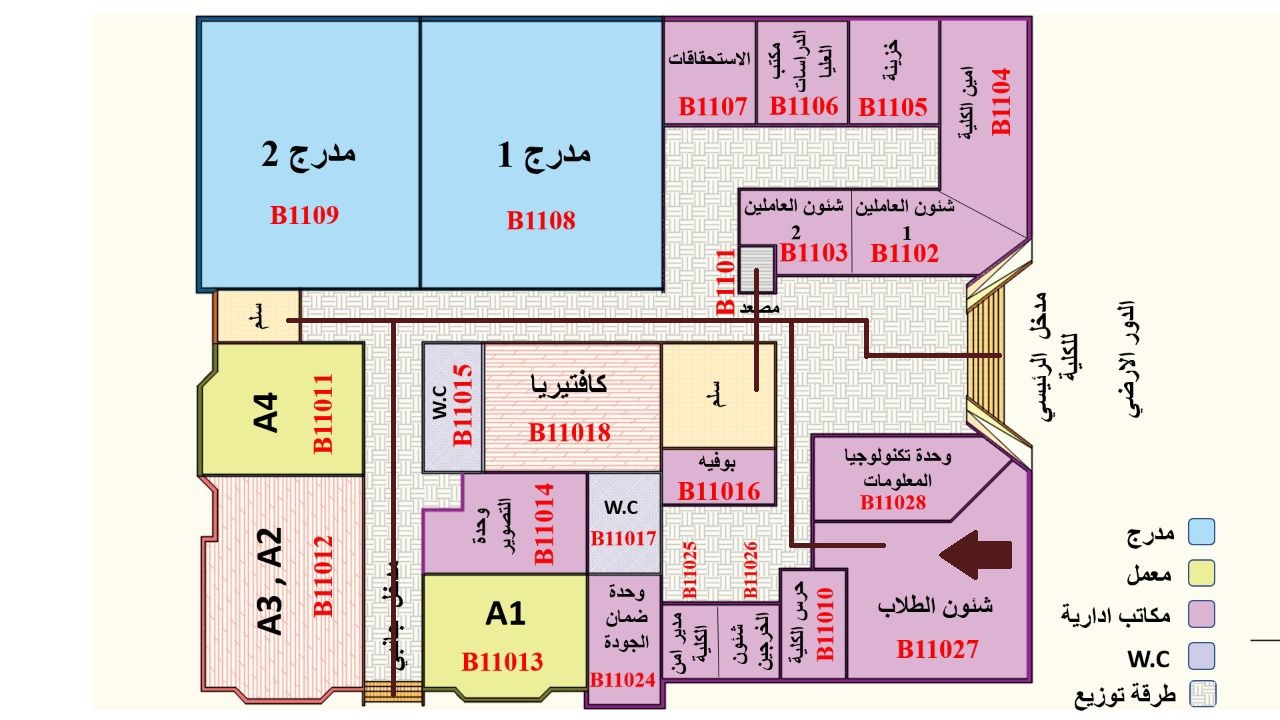 الاستحقاقات
B1107
مكتب
الدراسات
العليا
B1106
خزينة
B1105
امين الكلية
B1104
مدرج 2
B1109
مدرج 1
B1108
شئون العاملين
2
B1103
شئون العاملين
1
B1102
B1101
مصعد
سلم
مدخل الرئيسي
للكلية
الدور الارضي
A4
B11011
W.C
B11015
كافتيريا
B11018
سلم
بوفيه
B11016
وحدة تكنولوجيا
المعلومات
B11028
A3 , A2
B11012
مدخل جانبي
وحدة
التصوير
B11014
W.C
B11017
B11025
B11026
A1
B11013
وحدة
ضمان
الجودة
B11024
مدير امن
الكلية
شئون
الخرجين
حرس الكلية
B11010
شئون الطلاب
B11027
مدرج
معمل
مكاتب ادارية
W.C
طرقة توزيع